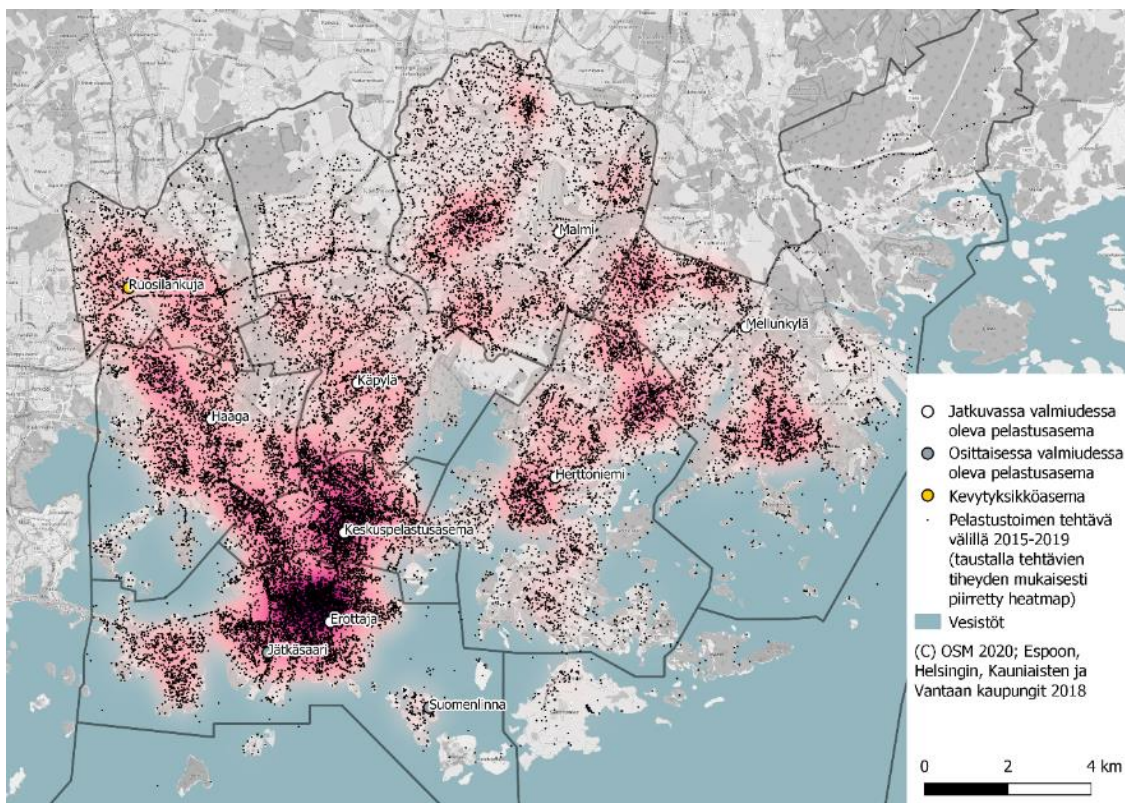 Malmi
Ruosilankuja
Mellunkylä
Käpylä
Haaga
Herttoniemi
Keskuspelastusasema
Erottaja
Jätkäsaari
Suomenlinna
Jatkuvassa valmiudessa
oleva pelastusasema
Osittaisessa valmiudessa
oleva pelastusasema
Kevytyksikköasema
Pelastustoimen tehtävä
välillä 2015-2019
(taustalla tehtävien
tiheyden mukaisesti
piirretty heatmap)
Vesistöt
(C) OSM 2020; Espoon,
Helsingin, Kauniaisten ja
Vantaan kaupungit 2018
0 2 4 km